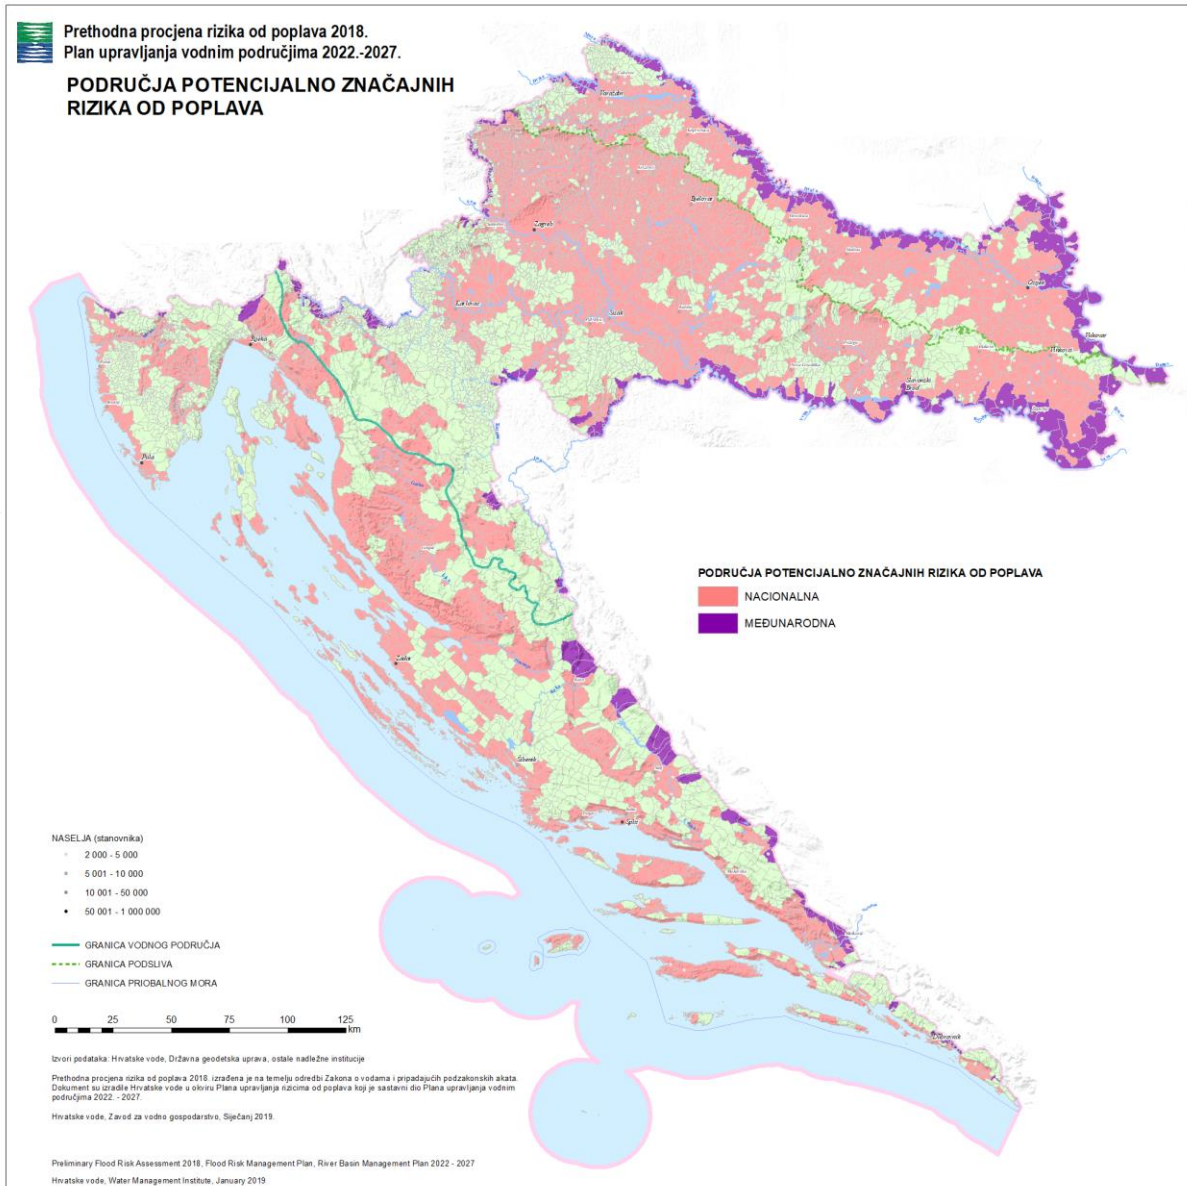 Prethodna procjena rizika od poplava 2018.
Plan upravljanja vodnim područjima 2022.-2027.
PODRUČJA POTENCIJALNO ZNAČAJNIH
RIZIKA OD POPLAVA
Varaždin
Bjelovar
Zagreb
Karlovac
Sisak
Osijek
Vukovar
Vinkovci
Slavonski
Brod
Rijeka
Pula
Zadar
Šibenik
Split
Dubrovnik
PODRUČJA POTENCIJALNO ZNAČAJNIH RIZIKA OD POPLAVA
NACIONALNA
MEĐUNARODNA
NASELJA (stanovnika)
2 000 - 5 000
5 001 - 10 000
10 001 - 50 000
50 001 - 1 000 000
GRANICA VODNOG PODRUČJA
GRANICA PODSLIVA
GRANICA PRIOBALNOG MORA
0 25 50 75 100 125
km
Izvori podataka: Hrvatske vode, Državna geodetska uprava, ostale nadležne institucije
Prethodna procjena rizika od poplava 2018. izrađena je na temelju odredbi Zakona o vodama i pripadajućih podzakonskih akata.
Dokument su izradile Hrvatske vode u okviru Plana upravljanja rizicima od poplava koji je sastavni dio Plana upravljanja vodnim
područjima 2022. - 2027.
Hrvatske vode, Zavod za vodno gospodarstvo, Siječanj 2019.
Preliminary Flood Risk Assessment 2018, Flood Risk Management Plan, River Basin Management Plan 2022 - 2027
Hrvatske vode, Water Management Institute, January 2019